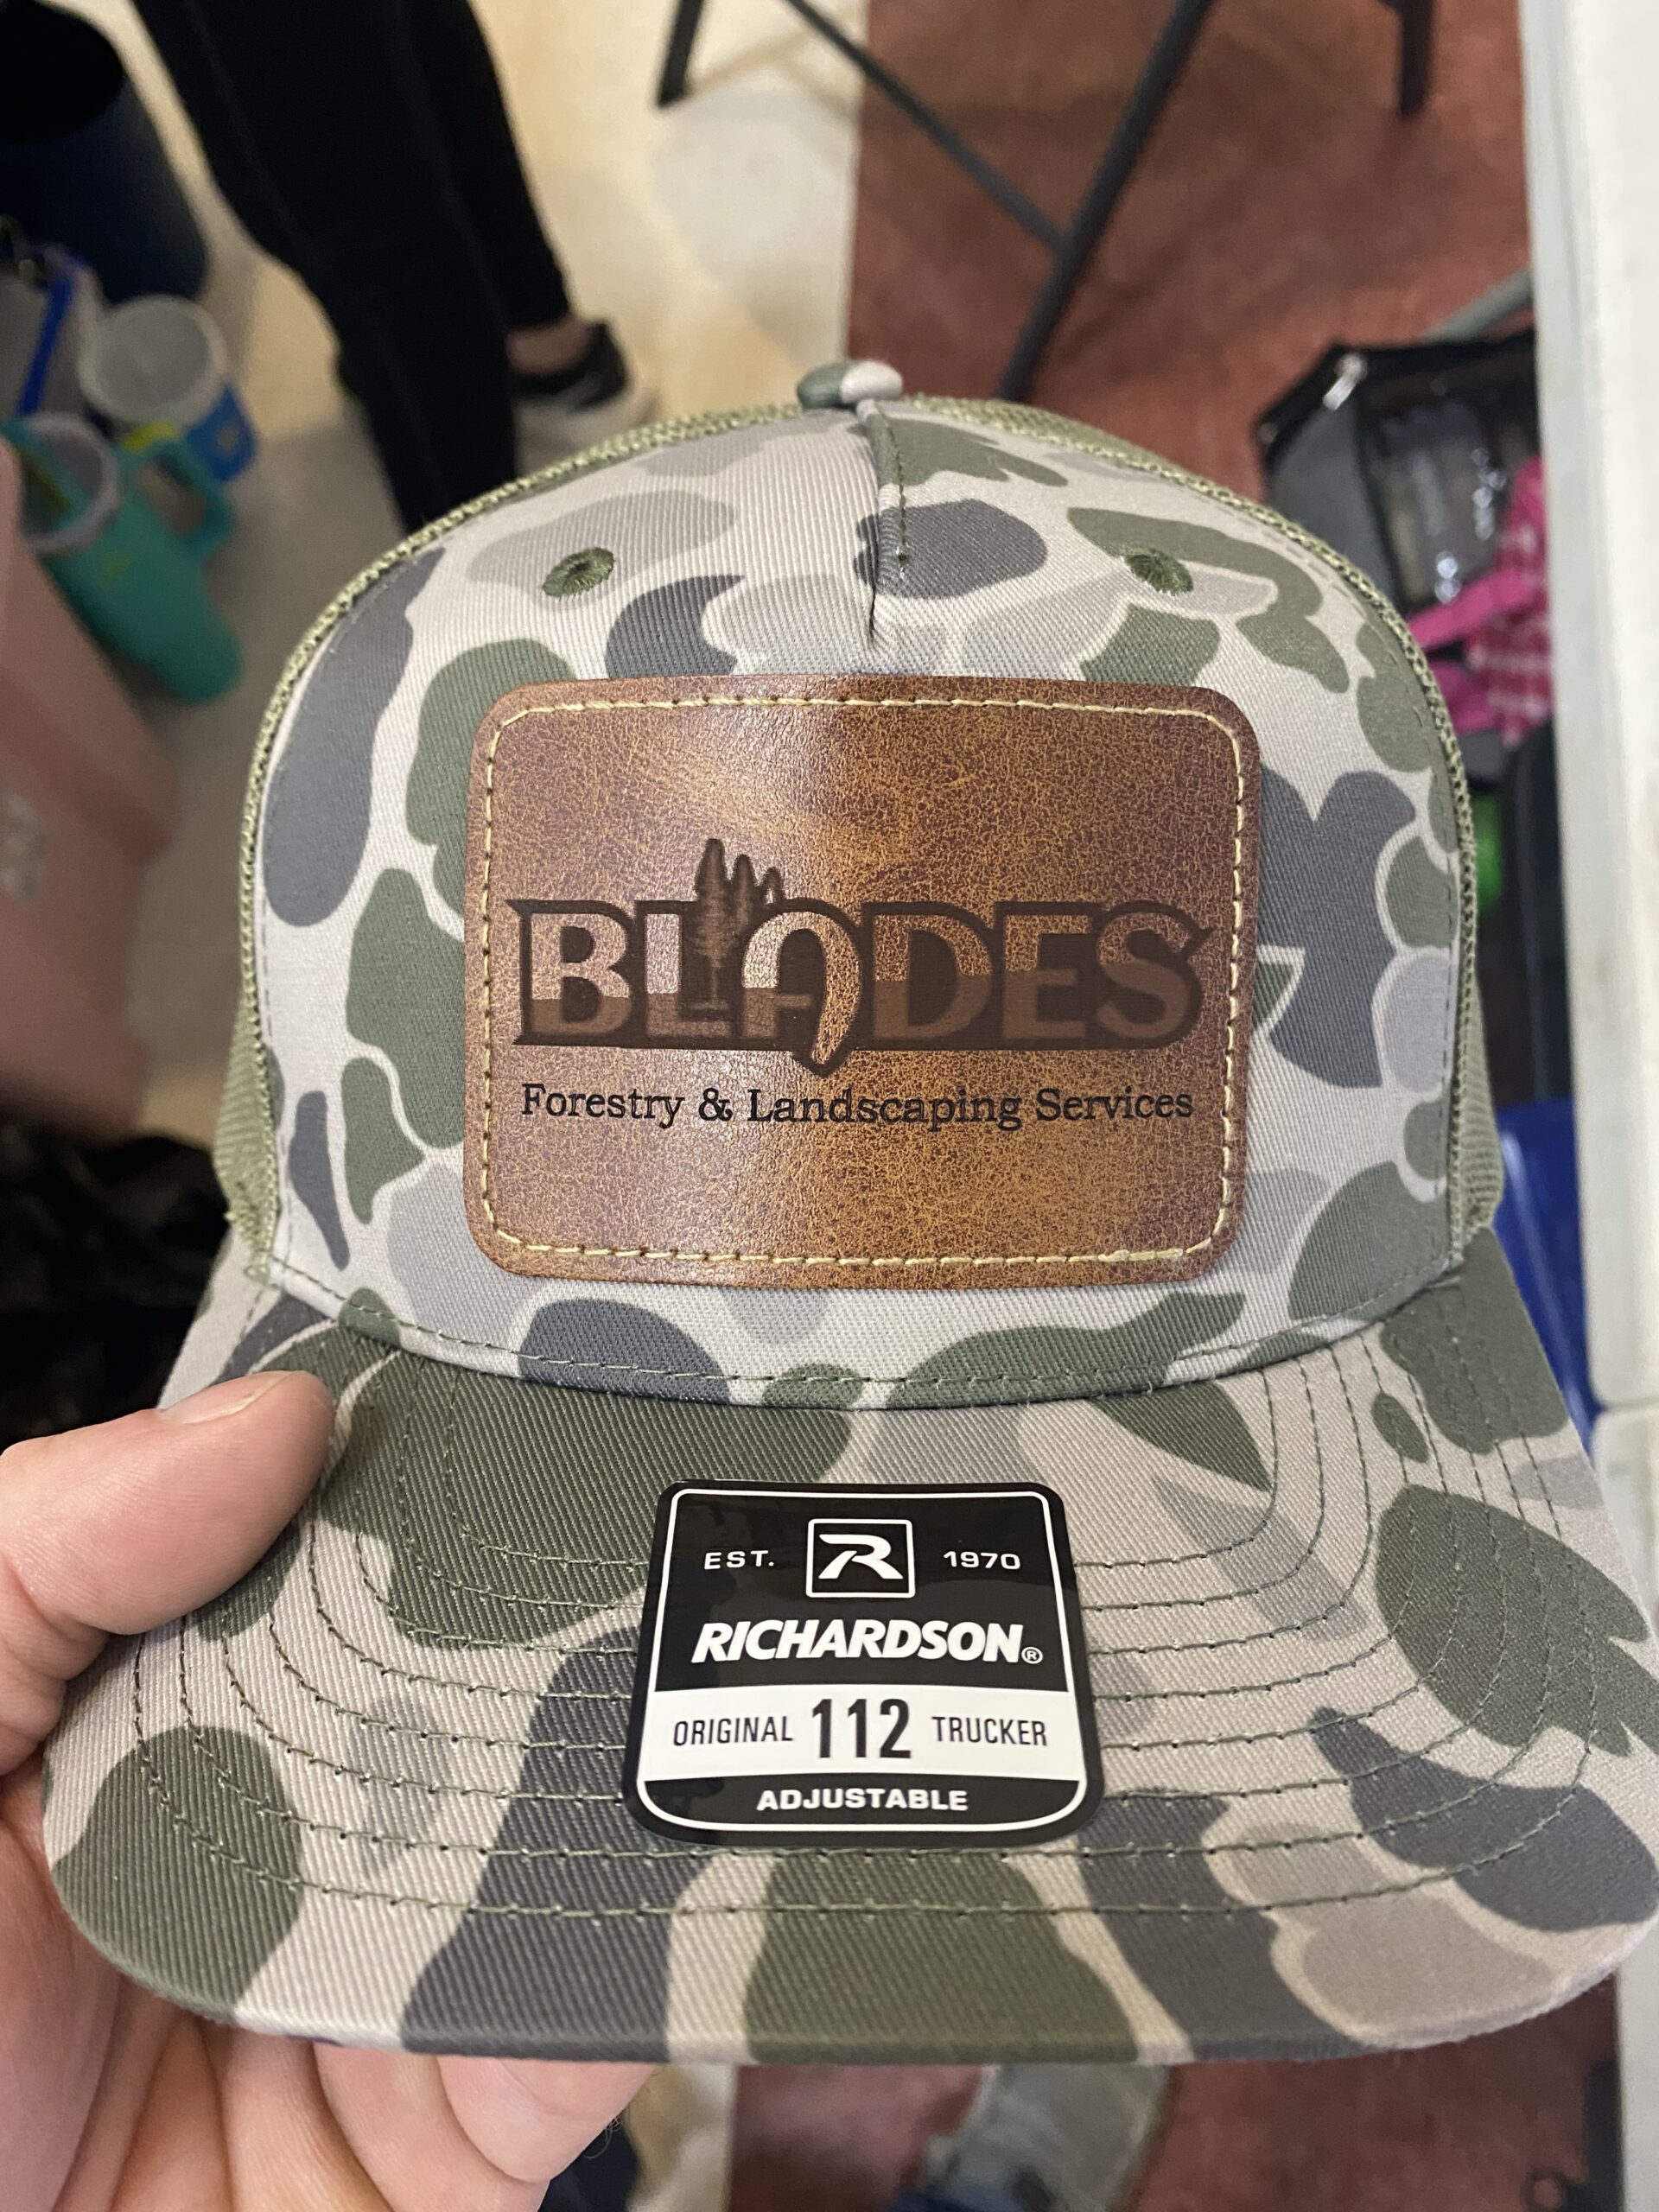 BLADES
Forestry & Landscaping Services
EST. R 1970
RICHARDSON®
ORIGINAL 112 TRUCKER
ADJUSTABLE